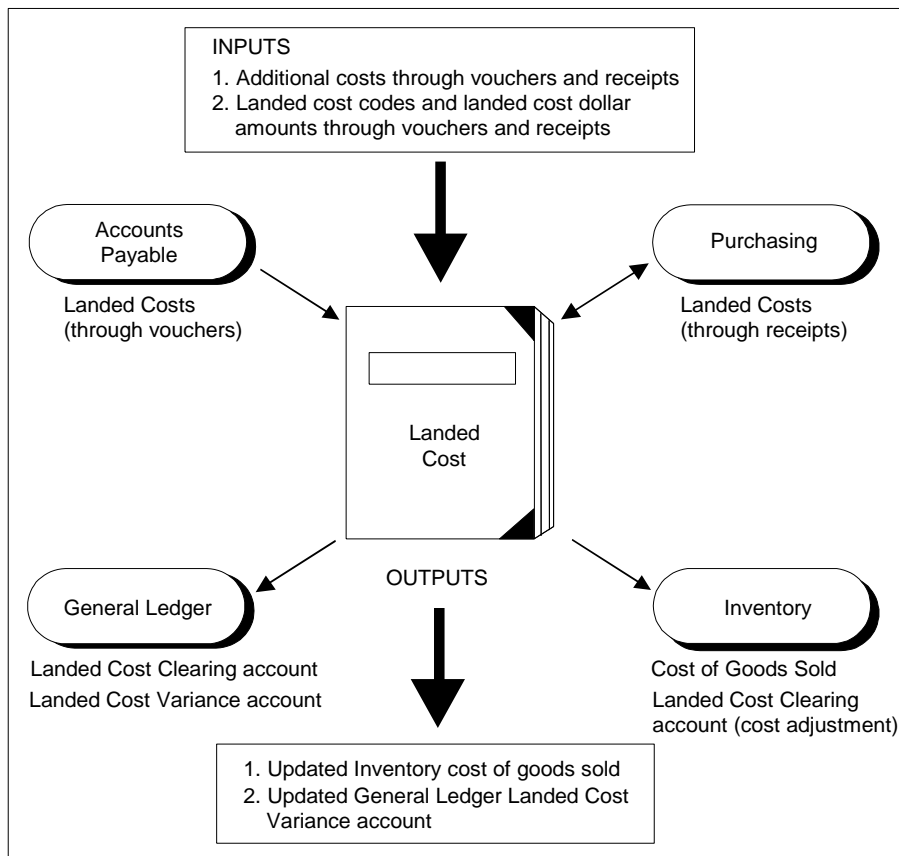 INPUTS
1. Additional costs through vouchers and receipts
2. Landed cost codes and landed cost dollar
amounts through vouchers and receipts
Accounts
Payable
Landed Costs
(through vouchers)
Purchasing
Landed Costs
(through receipts)
Landed
Cost
OUTPUTS
General Ledger
Landed Cost Clearing account
Landed Cost Variance account
Inventory
Cost of Goods Sold
Landed Cost Clearing
account (cost adjustment)
1. Updated Inventory cost of goods sold
2. Updated General Ledger Landed Cost
Variance account